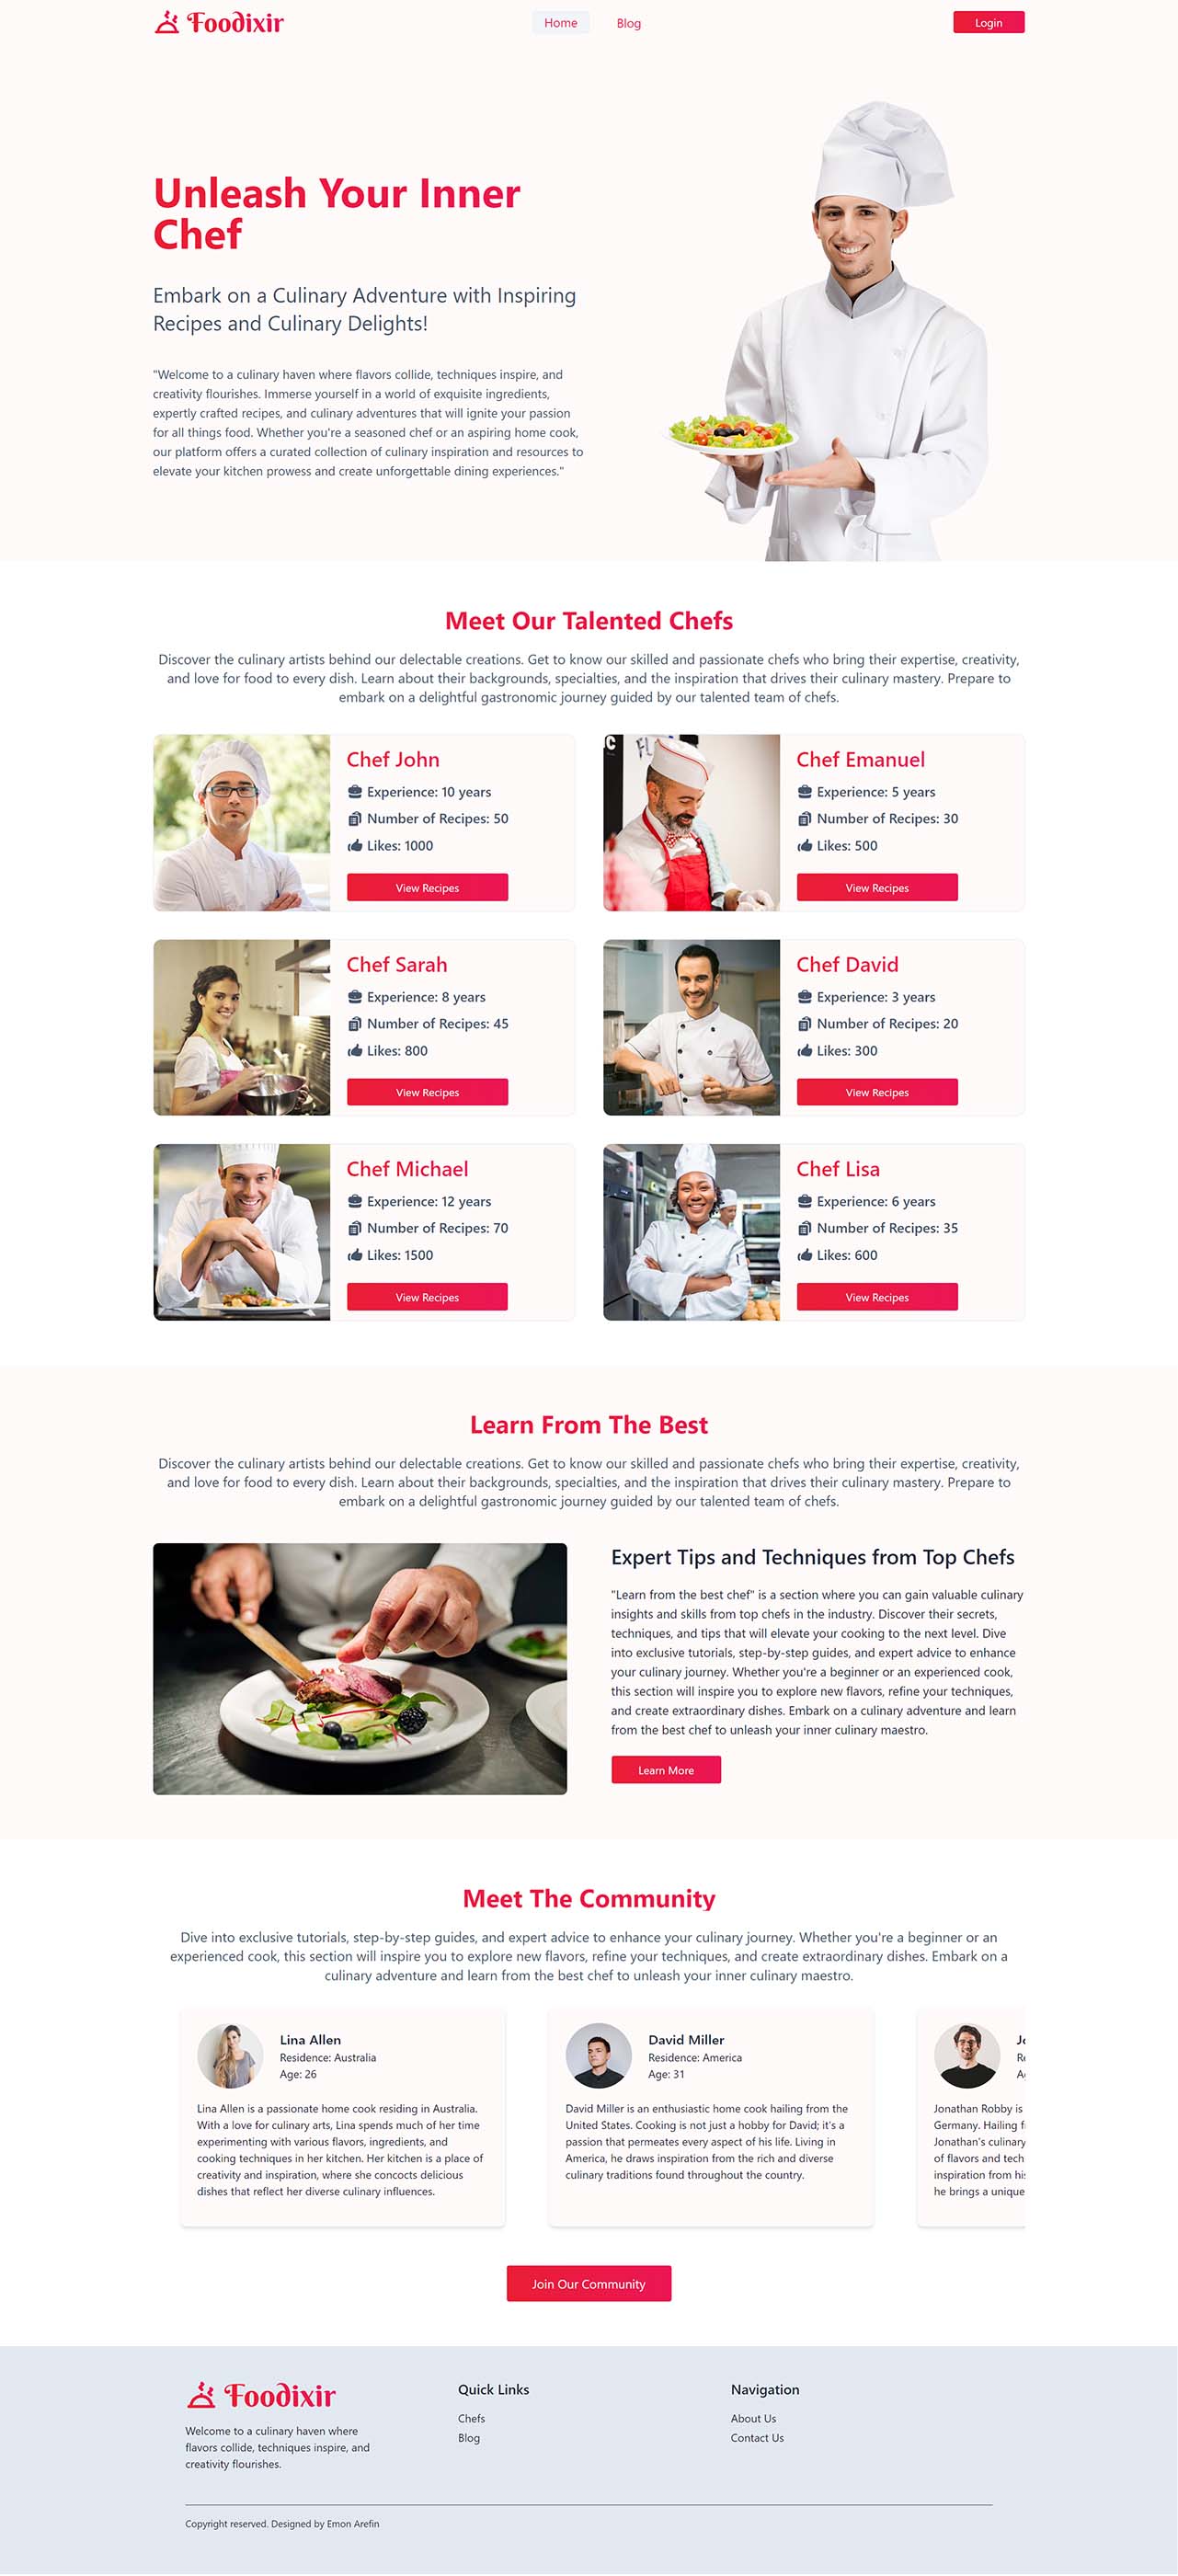 Foodixir
Home
Blog
Login
Unleash Your Inner
Chef
Embark on a Culinary Adventure with Inspiring
Recipes and Culinary Delights!
"Welcome to a culinary haven where flavors collide, techniques inspire, and
creativity flourishes. Immerse yourself in a world of exquisite ingredients,
expertly crafted recipes, and culinary adventures that will ignite your passion
for all things food. Whether you're a seasoned chef or an aspiring home cook,
our platform offers a curated collection of culinary inspiration and resources to
elevate your kitchen prowess and create unforgettable dining experiences."
Meet Our Talented Chefs
Discover the culinary artists behind our delectable creations. Get to know our skilled and passionate chefs who bring their expertise, creativity,
and love for food to every dish. Learn about their backgrounds, specialties, and the inspiration that drives their culinary mastery. Prepare to
embark on a delightful gastronomic journey guided by our talented team of chefs.
Chef John
Experience: 10 years
Number of Recipes: 50
Likes: 1000
View Recipes
Chef Emanuel
Experience: 5 years
Number of Recipes: 30
Likes: 500
View Recipes
Chef Sarah
Experience: 8 years
Number of Recipes: 45
Likes: 800
View Recipes
Chef David
Experience: 3 years
Number of Recipes: 20
Likes: 300
View Recipes
Chef Michael
Experience: 12 years
Number of Recipes: 70
Likes: 1500
View Recipes
Chef Lisa
Experience: 6 years
Number of Recipes: 35
Likes: 600
View Recipes
Learn From The Best
Discover the culinary artists behind our delectable creations. Get to know our skilled and passionate chefs who bring their expertise, creativity,
and love for food to every dish. Learn about their backgrounds, specialties, and the inspiration that drives their culinary mastery. Prepare to
embark on a delightful gastronomic journey guided by our talented team of chefs.
Expert Tips and Techniques from Top Chefs
"Learn from the best chef" is a section where you can gain valuable culinary
insights and skills from top chefs in the industry. Discover their secrets,
techniques, and tips that will elevate your cooking to the next level. Dive
into exclusive tutorials, step-by-step guides, and expert advice to enhance
your culinary journey. Whether you're a beginner or an experienced cook,
this section will inspire you to explore new flavors, refine your techniques,
and create extraordinary dishes. Embark on a culinary adventure and learn
from the best chef to unleash your inner culinary maestro.
Learn More
Meet The Community
Dive into exclusive tutorials, step-by-step guides, and expert advice to enhance your culinary journey. Whether you're a beginner or an
experienced cook, this section will inspire you to explore new flavors, refine your techniques, and create extraordinary dishes. Embark on a
culinary adventure and learn from the best chef to unleash your inner culinary maestro.
Lina Allen
Residence: Australia
Age: 26
Lina Allen is a passionate home cook residing in Australia.
With a love for culinary arts, Lina spends much of her time
experimenting with various flavors, ingredients, and
cooking techniques in her kitchen. Her kitchen is a place of
creativity and inspiration, where she concocts delicious
dishes that reflect her diverse culinary influences.
David Miller
Residence: America
Age: 31
David Miller is an enthusiastic home cook hailing from the
United States. Cooking is not just a hobby for David; it's a
passion that permeates every aspect of his life. Living in
America, he draws inspiration from the rich and diverse
culinary traditions found throughout the country.
Jonathan Robby is
Germany. Hailing
Jonathan's culinary
of flavors and tech
inspiration from
he brings a unique
Join Our Community
Foodixir
Welcome to a culinary haven where
flavors collide, techniques inspire, and
creativity flourishes.
Quick Links
Chefs
Blog
Navigation
About Us
Contact Us
Copyright reserved. Designed by Emon Arefin